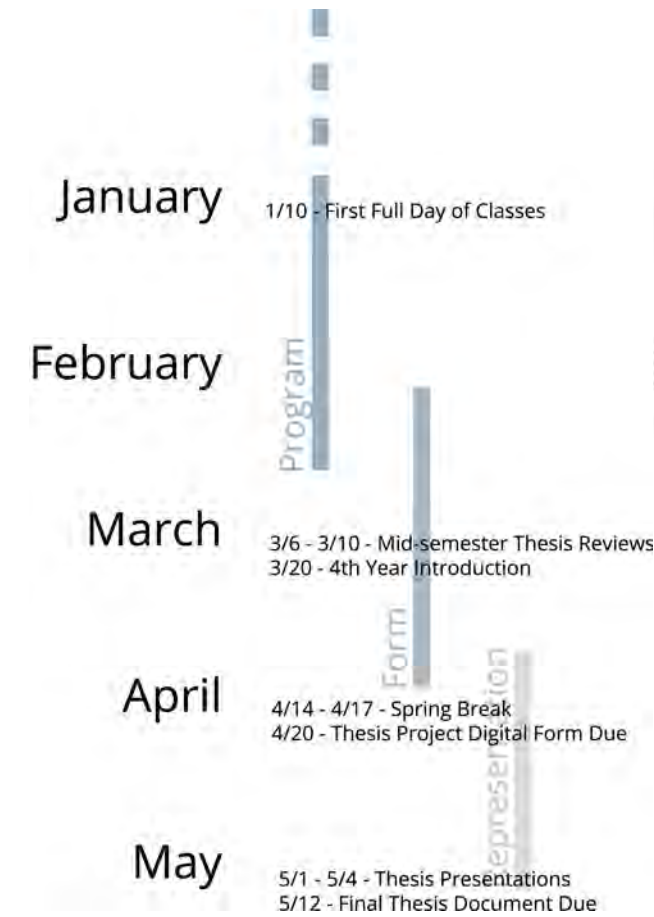 January
1/10 - First Full Day of Classes
February
Program
March
3/6 - 3/10 - Mid-semester Thesis Reviews
3/20 - 4th Year Introduction
Form
April
4/14 - 4/17 - Spring Break
4/20 - Thesis Project Digital Form Due
May
5/1 - 5/4 - Thesis Presentations
5/12 - Final Thesis Document Due